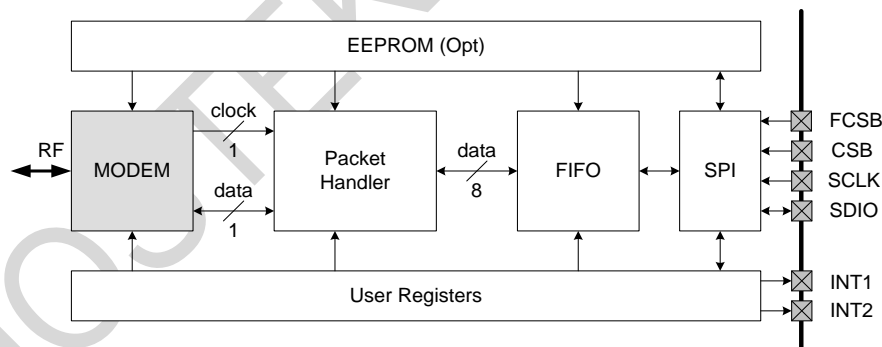 EEPROM (Opt)
RF
MODEM
clock
1
data
1
Packet
Handler
data
8
FIFO
SPI
FCSB
CSB
SCLK
SDIO
User Registers
INT1
INT2